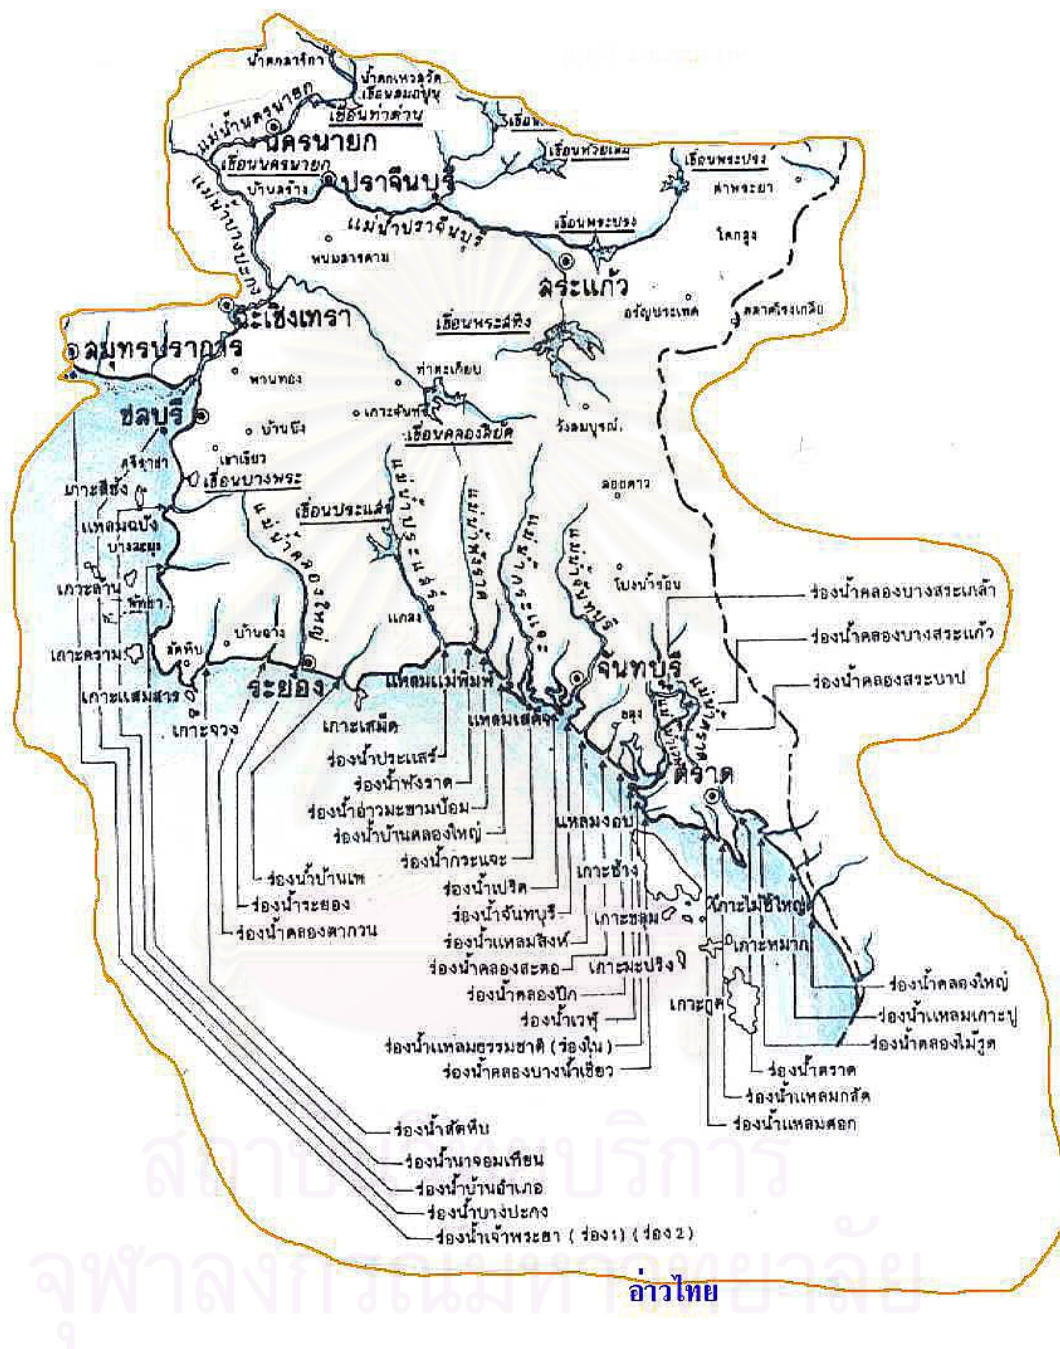 น้ำตกสาริกา
น้ำตกเหวสุวัต
เขื่อนท่าด่าน
แม่น้ำนครนายก
นครนายก
เขื่อนนครนายก
บ้านสร้าง
ปราจีนบุรี
เขื่อนพระปรง
ตาพระยา
แม่น้ำบางปะกง
แม่น้ำปราจีนบุรี
เขื่อนพระปรง
โคกสูง
พนมสารคาม
สระแก้ว
อรัญประเทศ
ตลาดโรงเกลือ
ฉะเชิงเทรา
เขื่อนพระสทึง
สมุทรปราการ
พานทอง
ท่าตะเกียบ
ชลบุรี
เกาะจันทร์
บ้านบึง
เขื่อนคลองสียัด
วังสมบูรณ์
ศรีราชา
เขาเขียว
เขื่อนบางพระ
เกาะสีชัง
สอยดาว
แหลมฉบัง
บางละมุง
เขื่อนประแสร์
แม่น้ำคลองใหญ่
แม่น้ำประแสร์
แม่น้ำพังราด
แม่น้ำจันทบุรี
เกาะล้าน
พัทยา
โป่งน้ำร้อน
ร่องน้ำคลองบางสระเกล้า
ร่องน้ำคลองบางสระแก้ว
ร่องน้ำคลองสระบาป
แกลง
เกาะคราม
สัตหีบ
บ้านฉาง
ระยอง
แหลมแม่พิมพ์
จันทบุรี
เกาะแสมสาร
เกาะจวง
เกาะเสม็ด
แหลมเสด็จ
ขลุง
แม่น้ำตราด
ตราด
ร่องน้ำประแสร์
ร่องน้ำพังราด
ร่องน้ำอ่าวมะขามป้อม
ร่องน้ำบ้านคลองใหญ่
แหลมงอบ
ร่องน้ำกระแจะ
ร่องน้ำบ้านเพ
ร่องน้ำเปริด
เกาะช้าง
ร่องน้ำระยอง
ร่องน้ำจันทบุรี
เกาะไม้ซี้ใหญ่
ร่องน้ำคลองตากวน
ร่องน้ำแหลมสิงห์
เกาะหมาก
ร่องน้ำคลองสะตอ
เกาะมะปริง
ร่องน้ำคลองปึก
เกาะกูด
ร่องน้ำคลองใหญ่
ร่องน้ำเวฬุ
ร่องน้ำแหลมเกาะปู
ร่องน้ำแหลมธรรมชาติ (ร่องใน)
ร่องน้ำคลองไม้รูด
ร่องน้ำคลองบางน้ำเชี่ยว
ร่องน้ำตราด
ร่องน้ำแหลมกลัด
ร่องน้ำแหลมศอก
ร่องน้ำสัตหีบ
ร่องน้ำนาจอมเทียน
ร่องน้ำบ้านอำเภอ
ร่องน้ำบางปะกง
ร่องน้ำเจ้าพระยา (ร่อง1) (ร่อง2)
สถาบันวิทยบริการ
จุฬาลงกรณ์มหาวิทยาลัย
อ่าวไทย